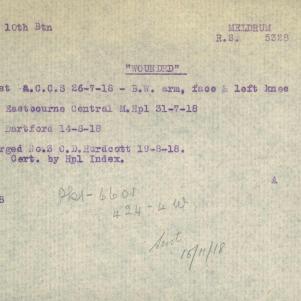 10th Btn MELDRUM
R.S. 5328
"WOUNDED"
st A.C.C.S 26-7-18 - B.W. arm, face & left knee
Eastbourne Central M.Hpl 31-7-18
Dartford 14-8-18
rged No.3 C.D. Hurdcott 19-8-18.
Cert. by Hpl Index.
A
8
424-4 W
Sent
16/11/18